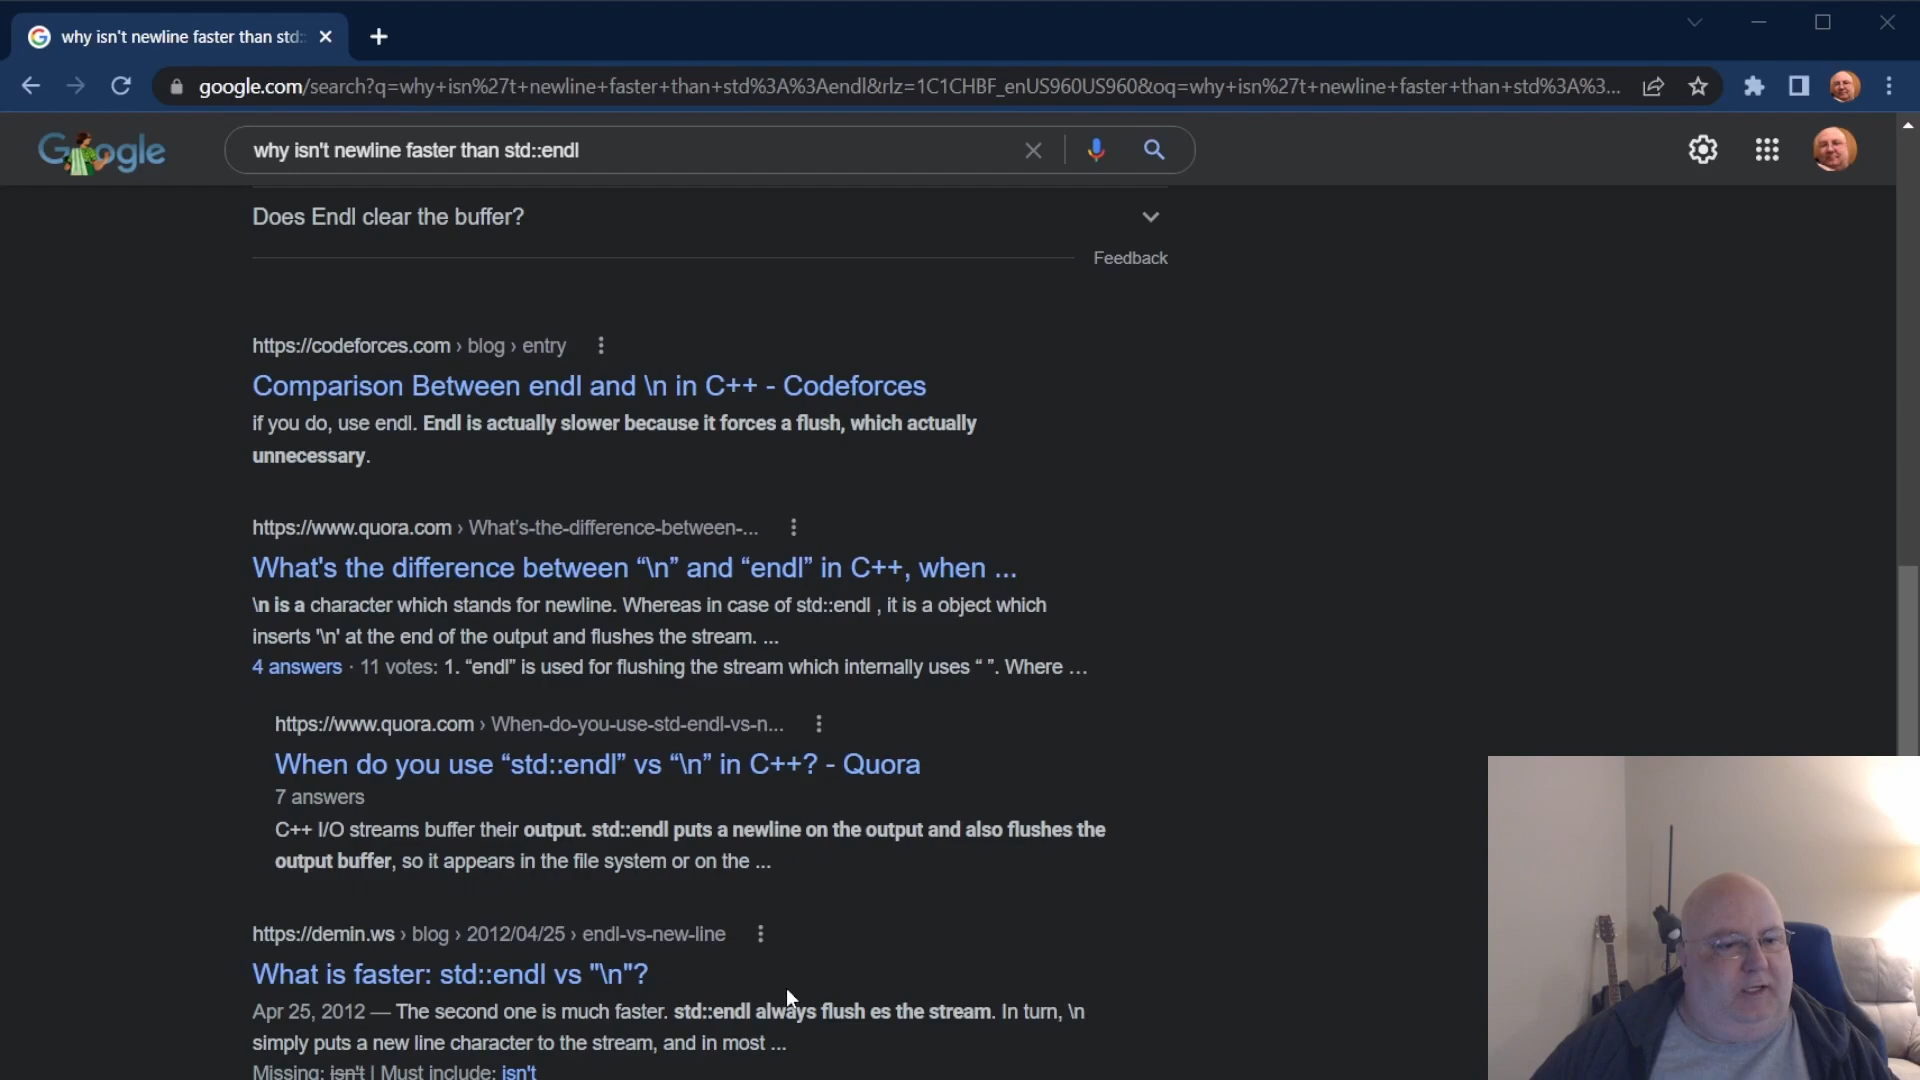 why isn't newline faster than std::
google.com/search?q=why+isn%27t+newline+faster+than+std%3A%3Aendl&rlz=1C1CHBF_enUS960US960&oq=why+isn%27t+newline+faster+than+std%3A%3...
Google
why isn't newline faster than std::endl
Does Endl clear the buffer?
Feedback
https://codeforces.com › blog › entry
Comparison Between endl and \n in C++ - Codeforces
if you do, use endl. Endl is actually slower because it forces a flush, which actually
unnecessary.
https://www.quora.com › What's-the-difference-between-...
What's the difference between “\n” and “endl” in C++, when ...
\n is a character which stands for newline. Whereas in case of std::endl , it is a object which
inserts '\n' at the end of the output and flushes the stream. ...
4 answers · 11 votes: 1. “endl” is used for flushing the stream which internally uses “ ”. Where ...
https://www.quora.com › When-do-you-use-std-endl-vs-n...
When do you use “std::endl” vs “\n” in C++? - Quora
7 answers
C++ I/O streams buffer their output. std::endl puts a newline on the output and also flushes the
output buffer, so it appears in the file system or on the ...
https://demin.ws › blog › 2012/04/25 › endl-vs-new-line
What is faster: std::endl vs "\n"?
Apr 25, 2012 — The second one is much faster. std::endl always flush es the stream. In turn, \n
simply puts a new line character to the stream, and in most ...
Missing: isn't | Must include: isn't